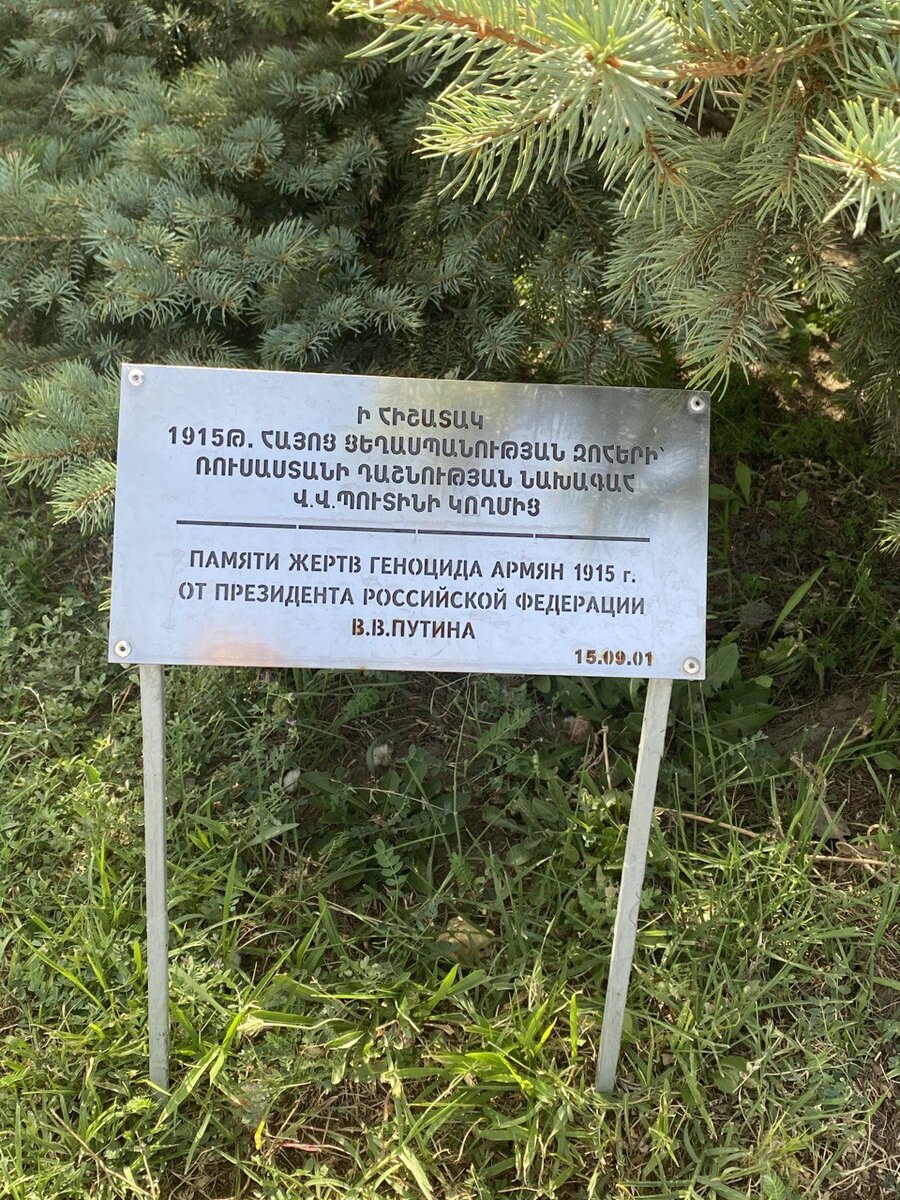 Ի ՀԻՇԱՏԱԿ
1915Թ. ՀԱՅՈՑ ՑԵՂԱՍՊԱՆՈՒԹՅԱՆ ԶՈՀԵՐԻ՝
ՌՈՒՍԱՍՏԱՆԻ ԴԱՇՆՈՒԹՅԱՆ ՆԱԽԱԳԱՀ
Վ.Վ.ՊՈՒՏԻՆԻ ԿՈՂՄԻՑ
ПАМЯТИ ЖЕРТВ ГЕНОЦИДА АРМЯН 1915 г.
ОТ ПРЕЗИДЕНТА РОССИЙСКОЙ ФЕДЕРАЦИИ
В.В.ПУТИНА
15.09.01